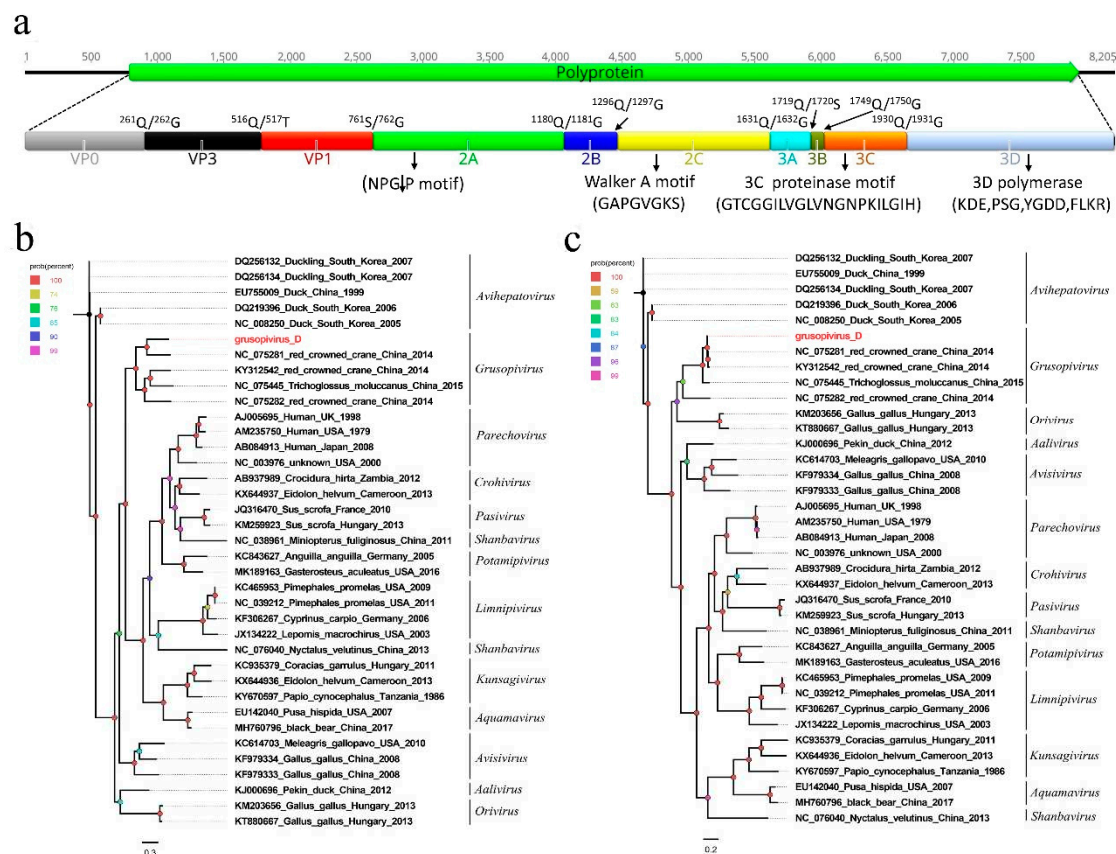 a
1 500 1,000 1,500 2,000 2,500 3,000 3,500 4,000 4,500 5,000 5,500 6,000 6,500 7,000 7,500 8,205
Polyprotein
261Q/262G 516Q/517T 761S/762G 1180Q/1181G 1296Q/1297G 1631Q/1632G 1719Q/1720S 1749Q/1750G 1930Q/1931G
VP0 VP3 VP1 2A 2B 2C 3A 3B 3C 3D
(NPG↓P motif) Walker A motif 3C proteinase motif 3D polymerase
(GAPGVGKS) (GTCGGILVGLVNGNPKILGIH) (KDE,PSG,YGDD,FLKR)
b
prob(percent)
100
74
76
85
90
99
DQ256132_Duckling_South_Korea_2007
DQ256134_Duckling_South_Korea_2007
EU755009_Duck_China_1999
DQ219396_Duck_South_Korea_2006
NC_008250_Duck_South_Korea_2005
Avihepatovirus
grusopivirus_D
NC_075281_red_crowned_crane_China_2014
KY312542_red_crowned_crane_China_2014
NC_075445_Trichoglossus_moluccanus_China_2015
NC_075282_red_crowned_crane_China_2014
Grusopivirus
AJ005695_Human_UK_1998
AM235750_Human_USA_1979
AB084913_Human_Japan_2008
NC_003976_unknown_USA_2000
Parechovirus
AB937989_Crocidura_hirta_Zambia_2012
KX644937_Eidolon_helvum_Cameroon_2013
Crohivirus
JQ316470_Sus_scrofa_France_2010
KM259923_Sus_scrofa_Hungary_2013
Pasivirus
NC_038961_Miniopterus_fuliginosus_China_2011
Shanbavirus
KC843627_Anguilla_anguilla_Germany_2005
MK189163_Gasterosteus_aculeatus_USA_2016
Potamipivirus
KC465953_Pimephales_promelas_USA_2009
NC_039212_Pimephales_promelas_USA_2011
KF306267_Cyprinus_carpio_Germany_2006
JX134222_Lepomis_macrochirus_USA_2003
Limnipivirus
NC_076040_Nyctalus_velutinus_China_2013
Shanbavirus
KC935379_Coracias_garrulus_Hungary_2011
KX644936_Eidolon_helvum_Cameroon_2013
KY670597_Papio_cynocephalus_Tanzania_1986
Kunsagivirus
EU142040_Pusa_hispida_USA_2007
MH760796_black_bear_China_2017
Aquamavirus
KC614703_Meleagris_gallopavo_USA_2010
KF979334_Gallus_gallus_China_2008
KF979333_Gallus_gallus_China_2008
Avisivirus
KJ000696_Pekin_duck_China_2012
Aalivirus
KM203656_Gallus_gallus_Hungary_2013
KT880667_Gallus_gallus_Hungary_2013
Orivirus
0.3
c
prob(percent)
100
63
84
87
96
99
DQ256132_Duckling_South_Korea_2007
EU755009_Duck_China_1999
DQ256134_Duckling_South_Korea_2007
DQ219396_Duck_South_Korea_2006
NC_008250_Duck_South_Korea_2005
Avihepatovirus
grusopivirus_D
NC_075281_red_crowned_crane_China_2014
KY312542_red_crowned_crane_China_2014
NC_075445_Trichoglossus_moluccanus_China_2015
NC_075282_red_crowned_crane_China_2014
Grusopivirus
KM203656_Gallus_gallus_Hungary_2013
KT880667_Gallus_gallus_Hungary_2013
Orivirus
KJ000696_Pekin_duck_China_2012
Aalivirus
KC614703_Meleagris_gallopavo_USA_2010
KF979334_Gallus_gallus_China_2008
KF979333_Gallus_gallus_China_2008
Avisivirus
AJ005695_Human_UK_1998
AM235750_Human_USA_1979
AB084913_Human_Japan_2008
NC_003976_unknown_USA_2000
Parechovirus
AB937989_Crocidura_hirta_Zambia_2012
KX644937_Eidolon_helvum_Cameroon_2013
Crohivirus
JQ316470_Sus_scrofa_France_2010
KM259923_Sus_scrofa_Hungary_2013
Pasivirus
NC_038961_Miniopterus_fuliginosus_China_2011
Shanbavirus
KC843627_Anguilla_anguilla_Germany_2005
MK189163_Gasterosteus_aculeatus_USA_2016
Potamipivirus
KC465953_Pimephales_promelas_USA_2009
NC_039212_Pimephales_promelas_USA_2011
KF306267_Cyprinus_carpio_Germany_2006
JX134222_Lepomis_macrochirus_USA_2003
Limnipivirus
KC935379_Coracias_garrulus_Hungary_2011
KX644936_Eidolon_helvum_Cameroon_2013
KY670597_Papio_cynocephalus_Tanzania_1986
Kunsagivirus
EU142040_Pusa_hispida_USA_2007
MH760796_black_bear_China_2017
Aquamavirus
NC_076040_Nyctalus_velutinus_China_2013
Shanbavirus
0.2